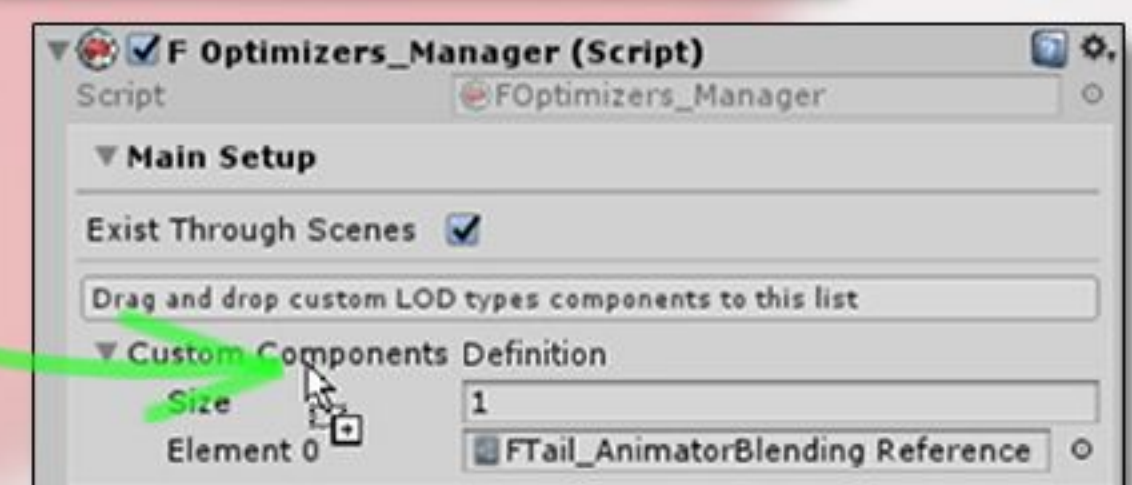 F Optimizers_Manager (Script)
Script FOptimizers_Manager
Main Setup
Exist Through Scenes
Drag and drop custom LOD types components to this list
Custom Components Definition
Size 1
Element 0 FTail_AnimatorBlending Reference